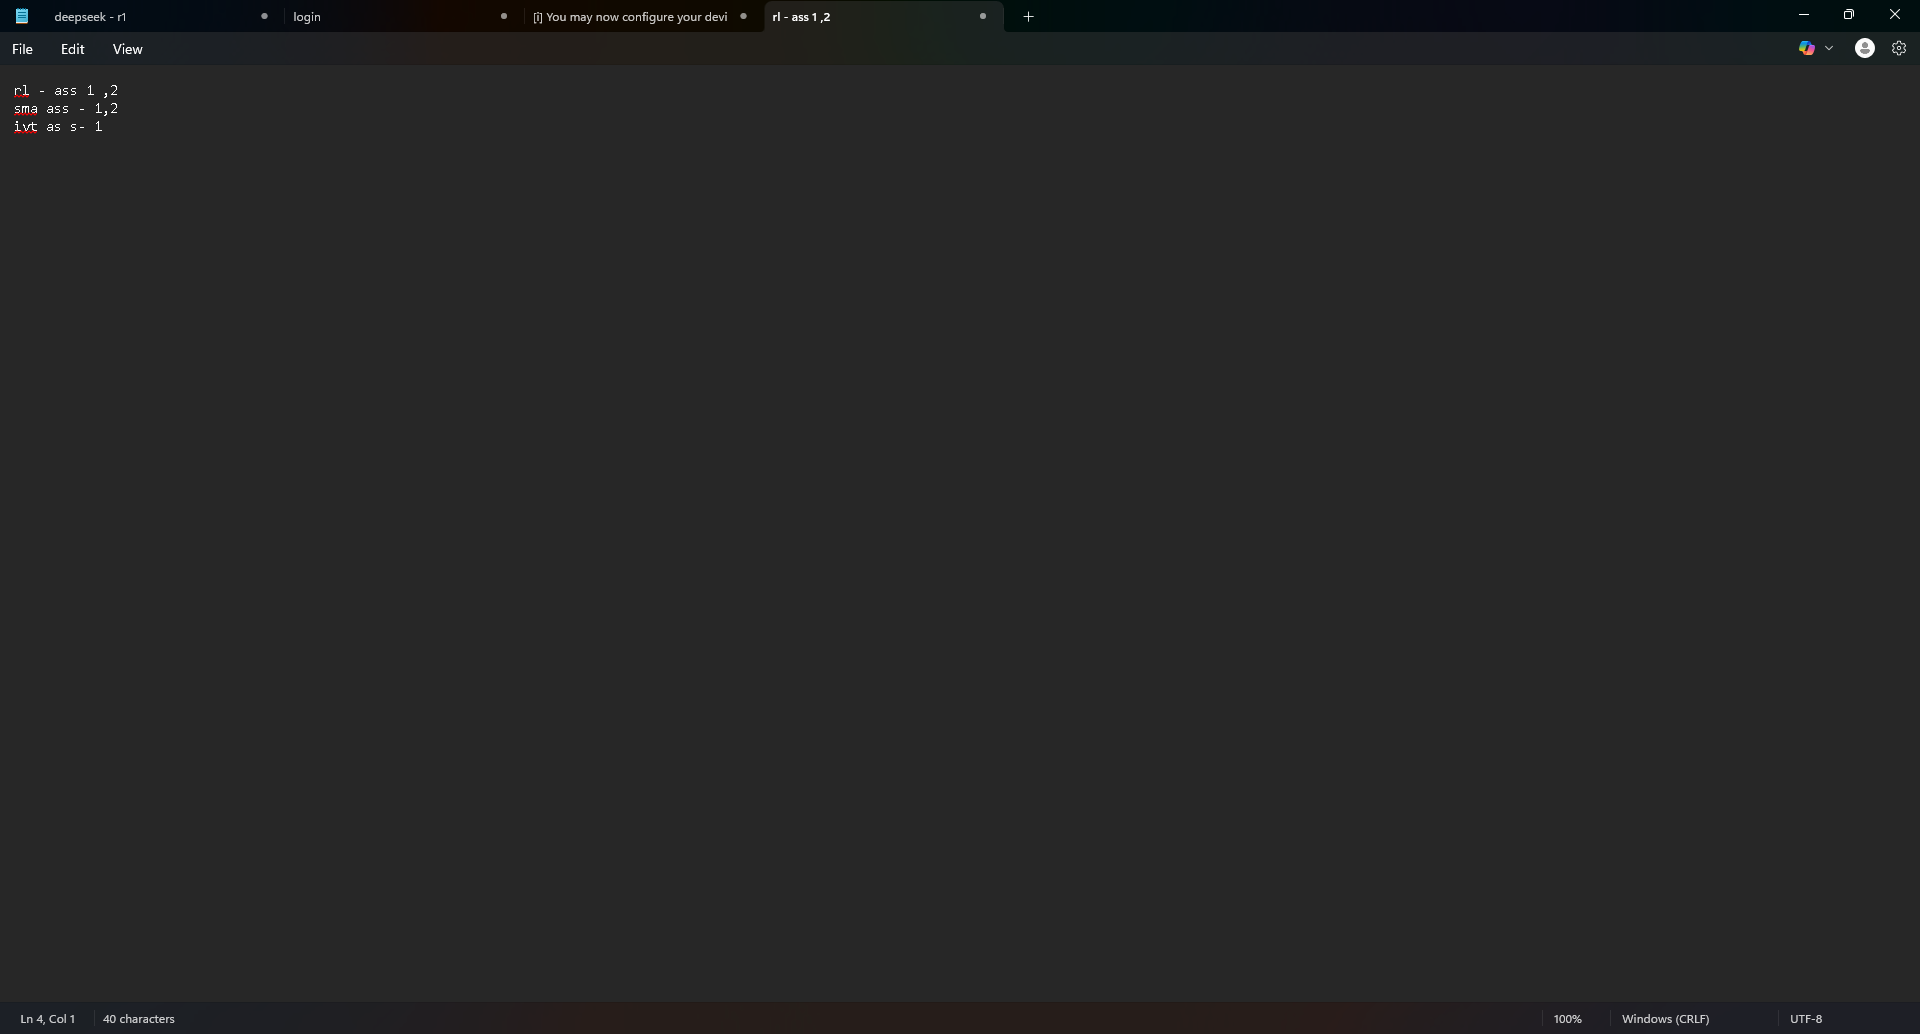 deepseek - r1
login
[i] You may now configure your devi
rl - ass 1 ,2
File Edit View
rl - ass 1 ,2
sma ass - 1,2
ivt as s- 1
Ln 4, Col 1 40 characters 100% Windows (CRLF) UTF-8